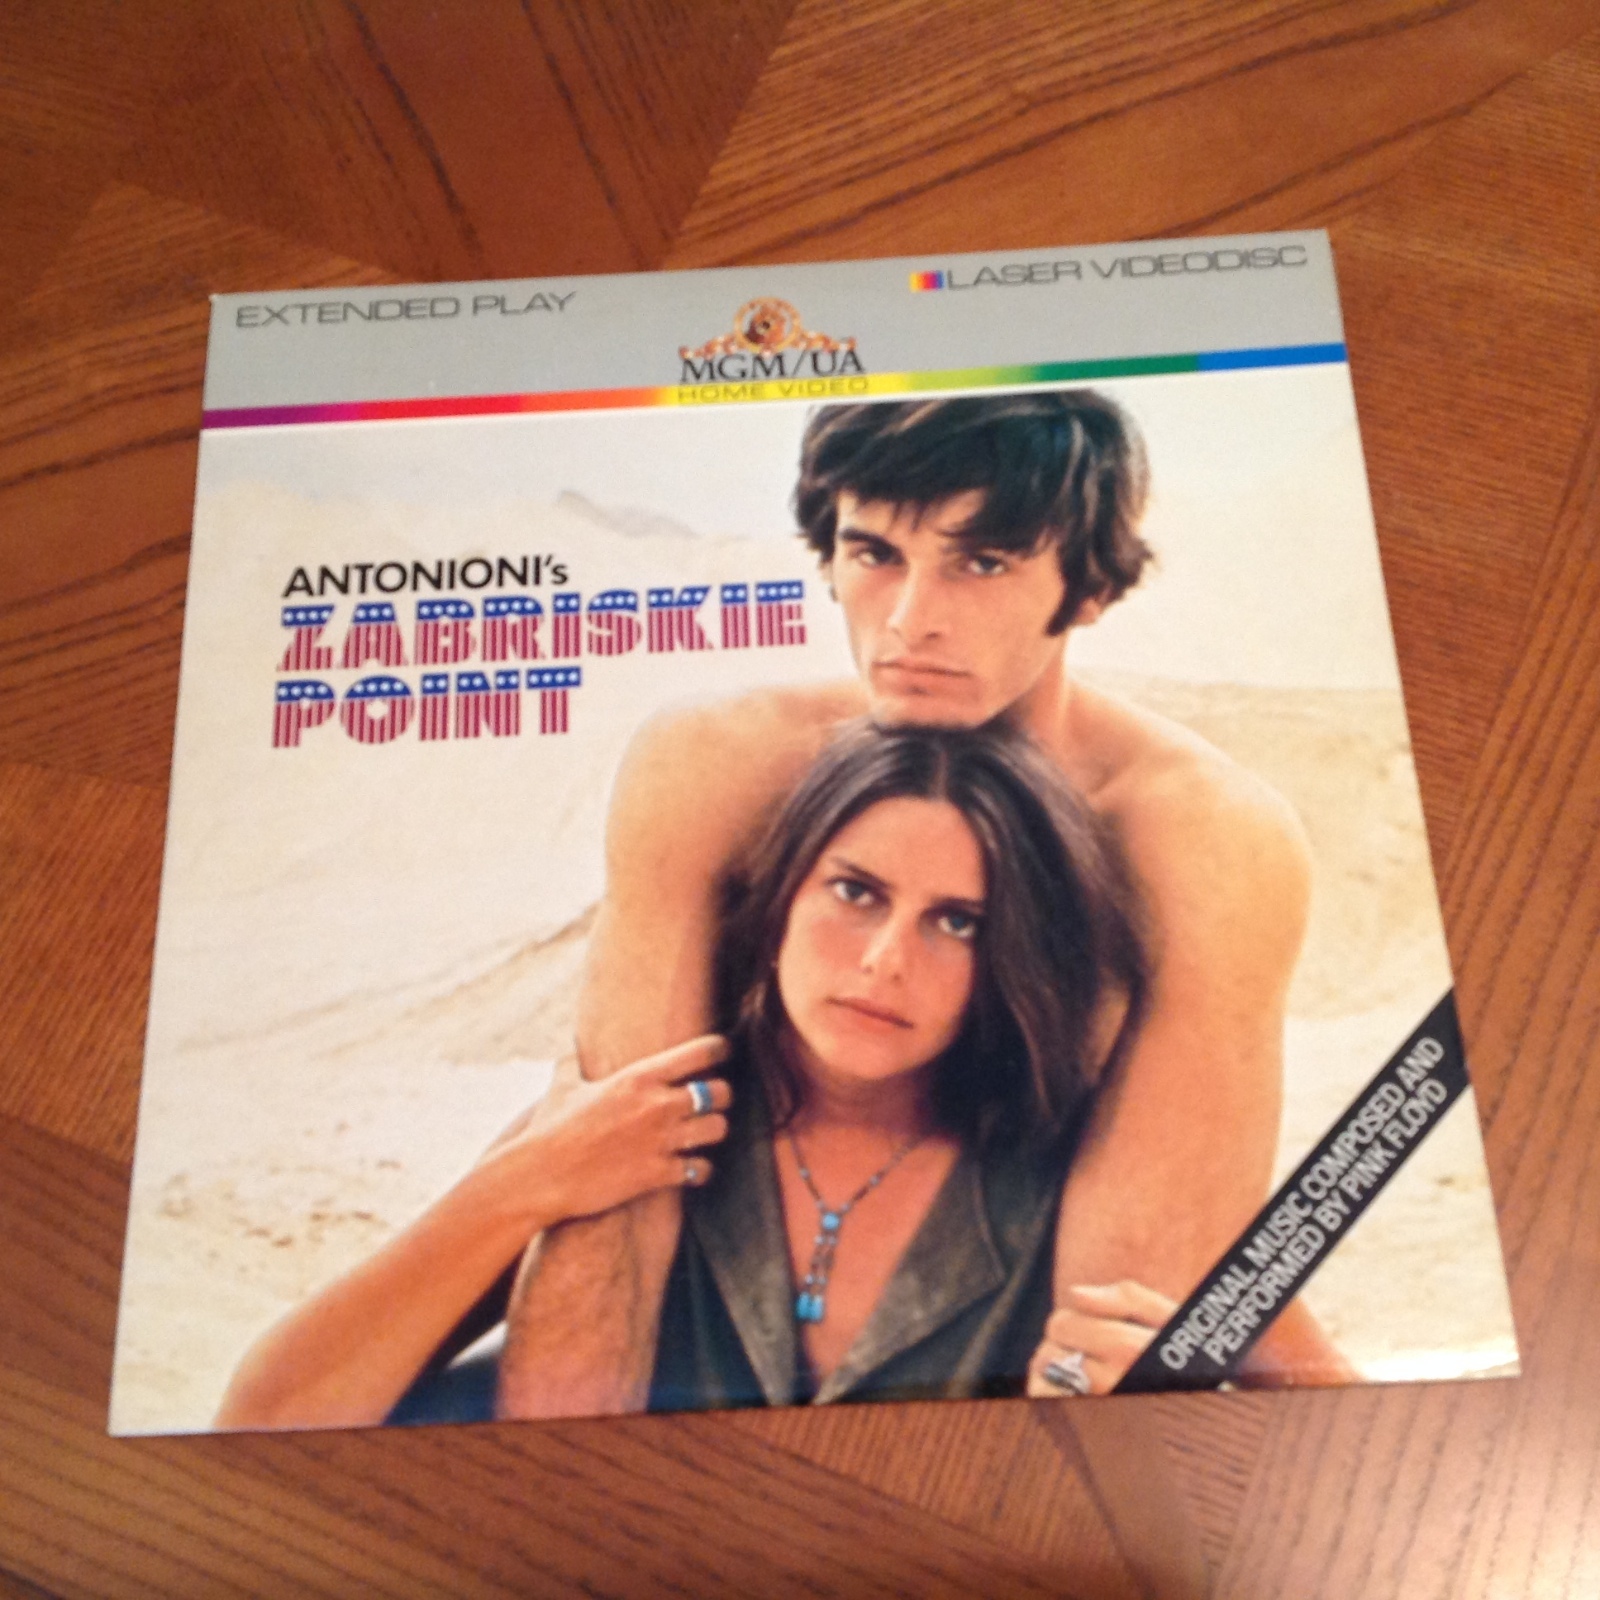 EXTENDED PLAY
LASER VIDEODISC
MGM/UA
HOME VIDEO
ANTONIONI's
ZABRISKIE
POINT
ORIGINAL MUSIC COMPOSED AND
PERFORMED BY PINK FLOYD